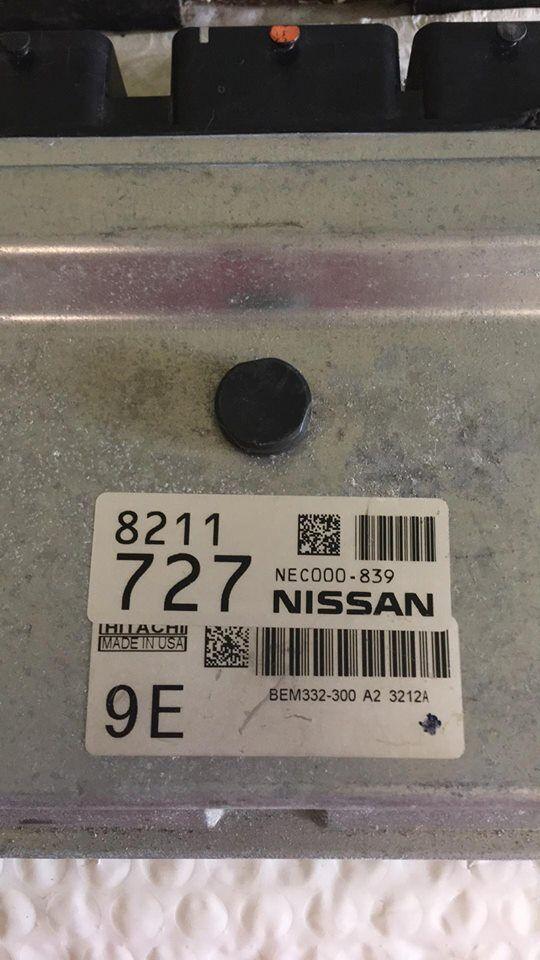 8211
727
NEC000-839
NISSAN
HITACHI
MADE IN USA
9E
BEM332-300 A2 3212A